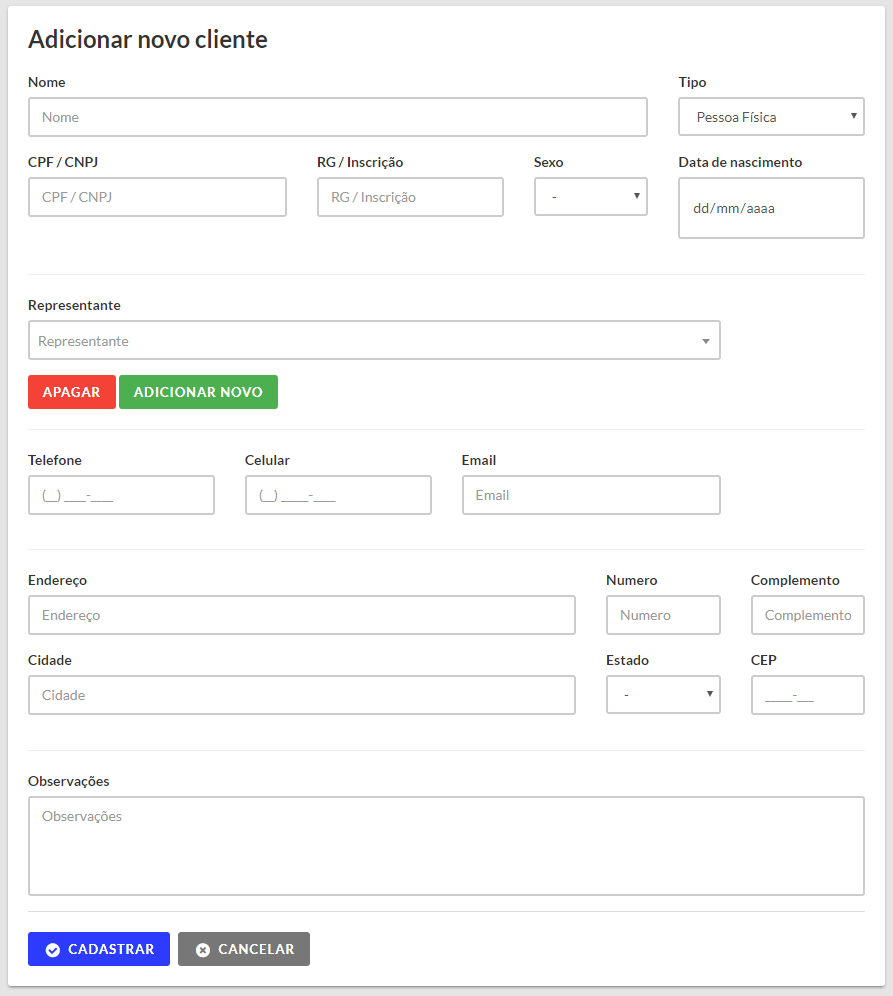 Adicionar novo cliente
Nome Tipo
Nome Pessoa Física
CPF / CNPJ RG / Inscrição Sexo Data de nascimento
CPF / CNPJ RG / Inscrição - dd/mm/aaaa
Representante
Representante
APAGAR ADICIONAR NOVO
Telefone Celular Email
(__) ____-____ (__) _____-____ Email
Endereço Numero Complemento
Endereço Numero Complemento
Cidade Estado CEP
Cidade - _____-___
Observações
Observações
CADASTRAR CANCELAR